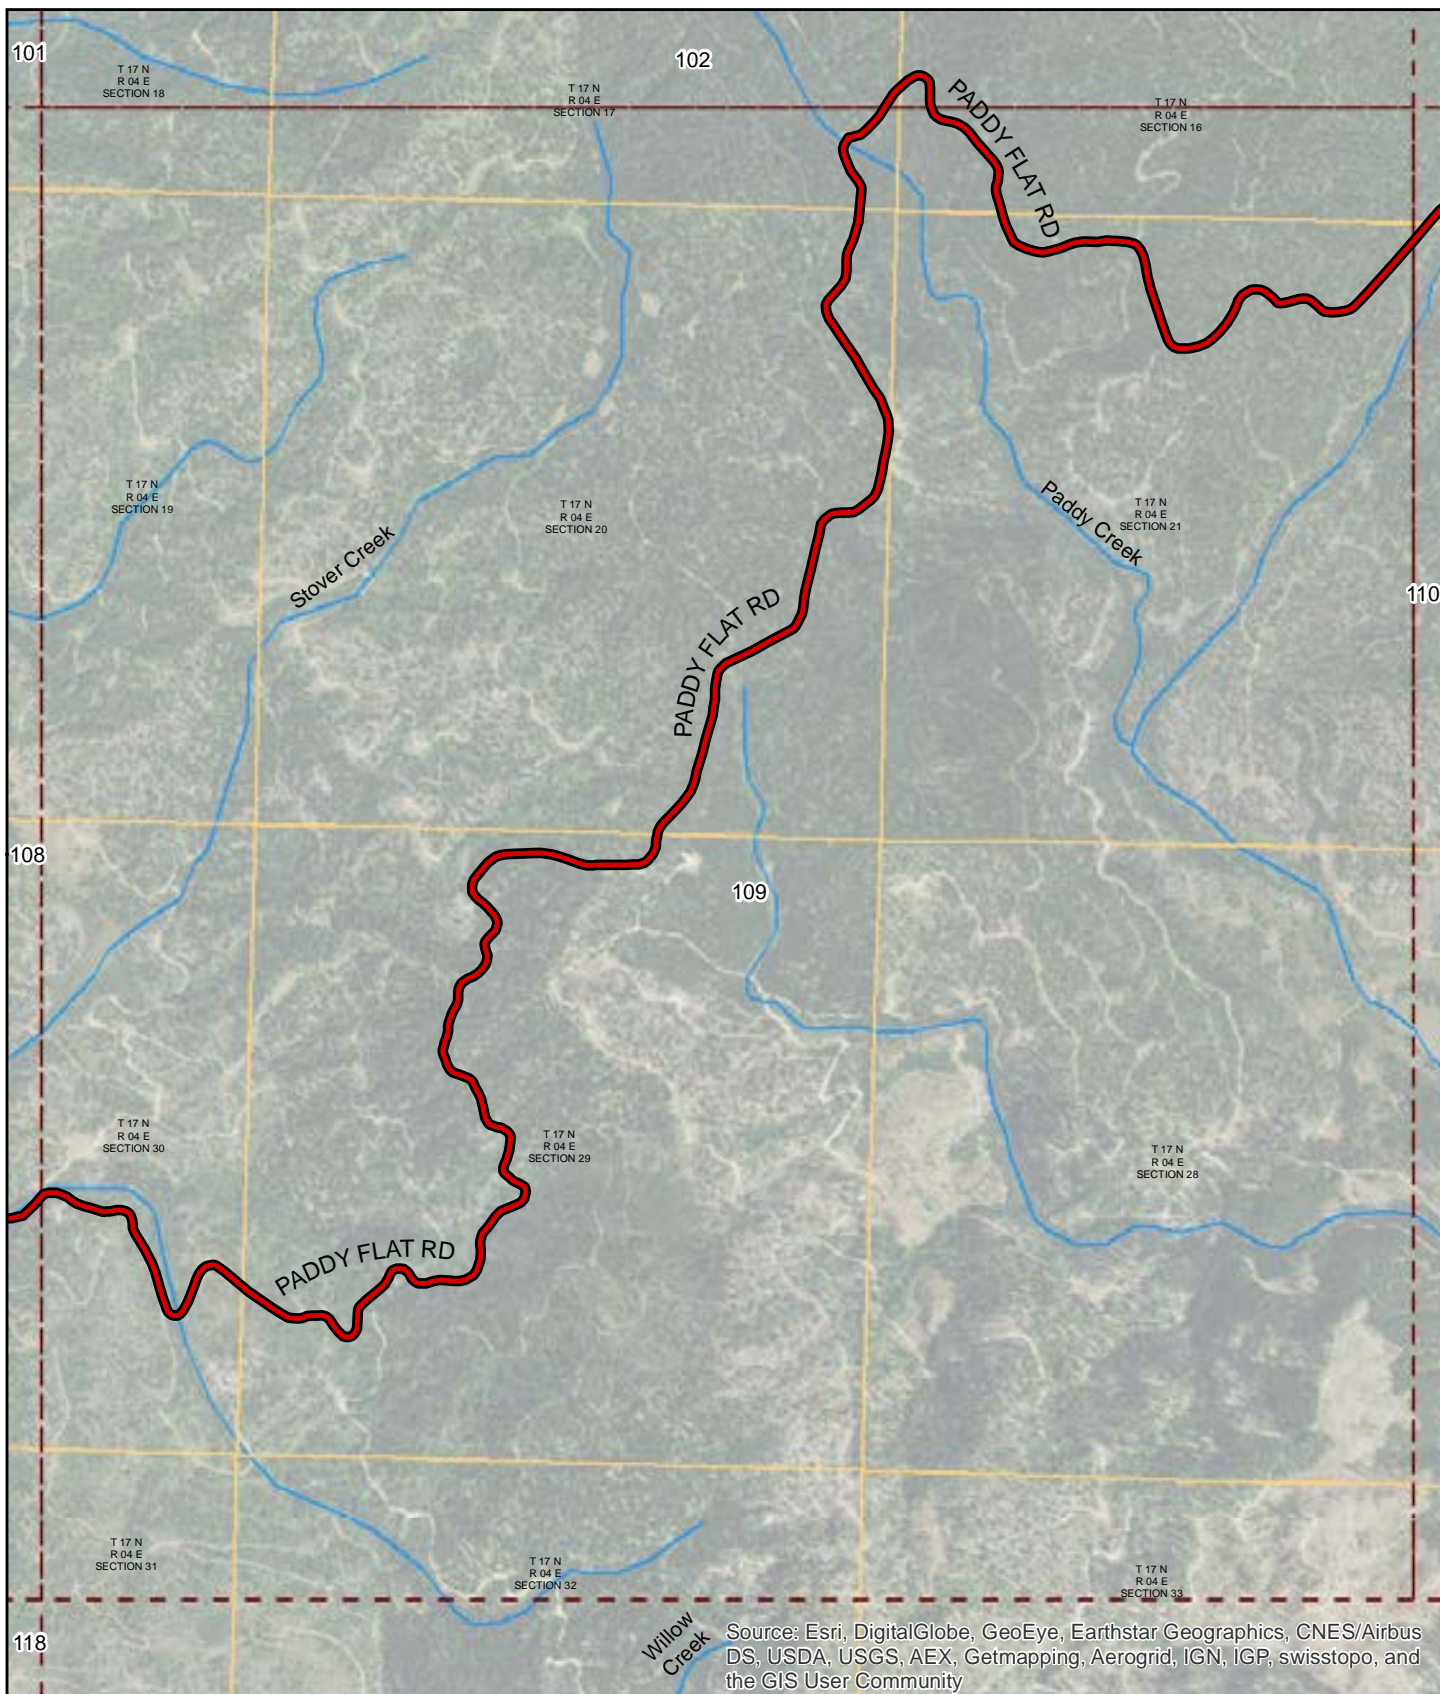 101
102
T 17 N
R 04 E
SECTION 18
T 17 N
R 04 E
SECTION 17
T 17 N
R 04 E
SECTION 16
PADDY FLAT RD
T 17 N
R 04 E
SECTION 19
T 17 N
R 04 E
SECTION 20
T 17 N
R 04 E
SECTION 21
Stover Creek
Paddy Creek
PADDY FLAT RD
110
108
109
T 17 N
R 04 E
SECTION 30
T 17 N
R 04 E
SECTION 29
T 17 N
R 04 E
SECTION 28
PADDY FLAT RD
T 17 N
R 04 E
SECTION 31
T 17 N
R 04 E
SECTION 32
T 17 N
R 04 E
SECTION 33
118
Willow
Creek
Source: Esri, DigitalGlobe, GeoEye, Earthstar Geographics, CNES/Airbus
DS, USDA, USGS, AEX, Getmapping, Aerogrid, IGN, IGP, swisstopo, and
the GIS User Community